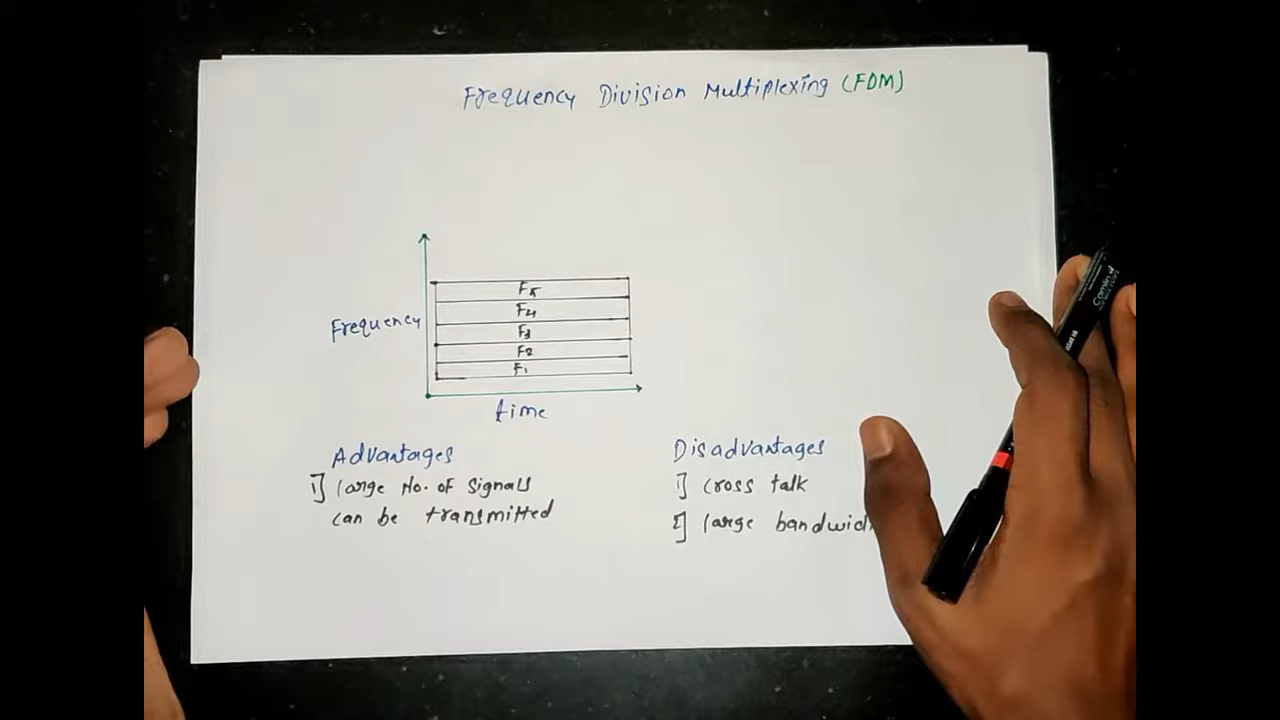 Frequency Division Multiplexing (FDM)
F5
F4
F3
F2
F1
Frequency
time
Advantages
1] large No. of Signals
can be transmitted
Disadvantages
1] Cross talk
2] large
Camlin